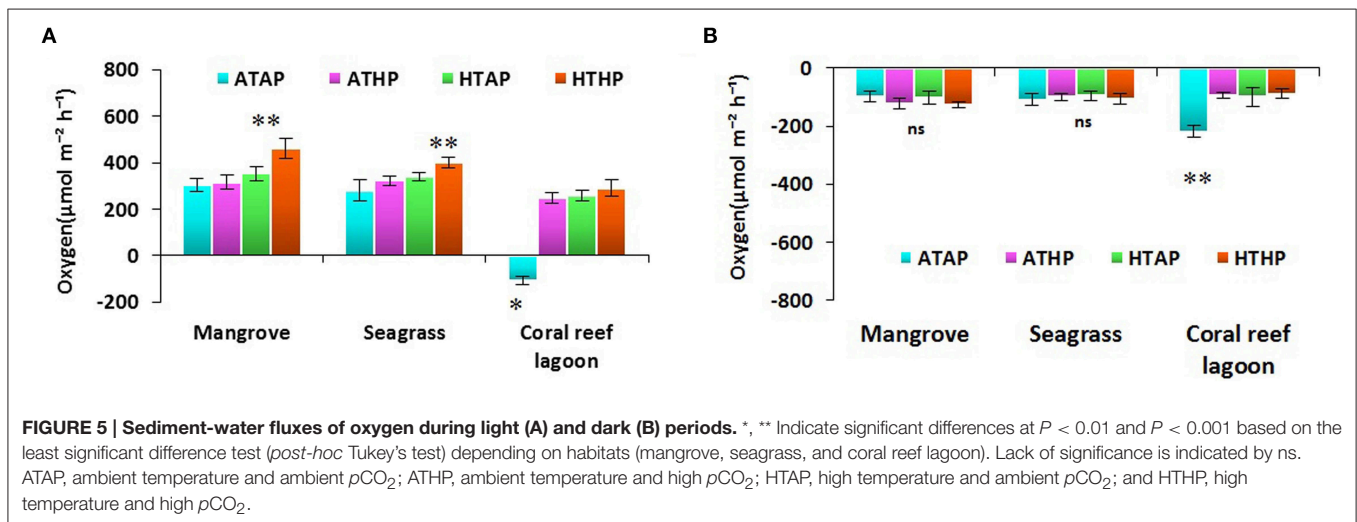 A
B
800
600
400
200
0
-200
Oxygen(μmol m⁻² h⁻¹)
ATAP ATHP HTAP HTHP
**
**
*
Mangrove Seagrass Coral reef
lagoon
0
-200
-400
-600
-800
Oxygen(μmol m⁻² h⁻¹)
ns ns
**
ATAP ATHP HTAP HTHP
Mangrove Seagrass Coral reef
lagoon
FIGURE 5 | Sediment-water fluxes of oxygen during light (A) and dark (B) periods. *, ** Indicate significant differences at P < 0.01 and P < 0.001 based on the
least significant difference test (post-hoc Tukey's test) depending on habitats (mangrove, seagrass, and coral reef lagoon). Lack of significance is indicated by ns.
ATAP, ambient temperature and ambient pCO₂; ATHP, ambient temperature and high pCO₂; HTAP, high temperature and ambient pCO₂; and HTHP, high
temperature and high pCO₂.